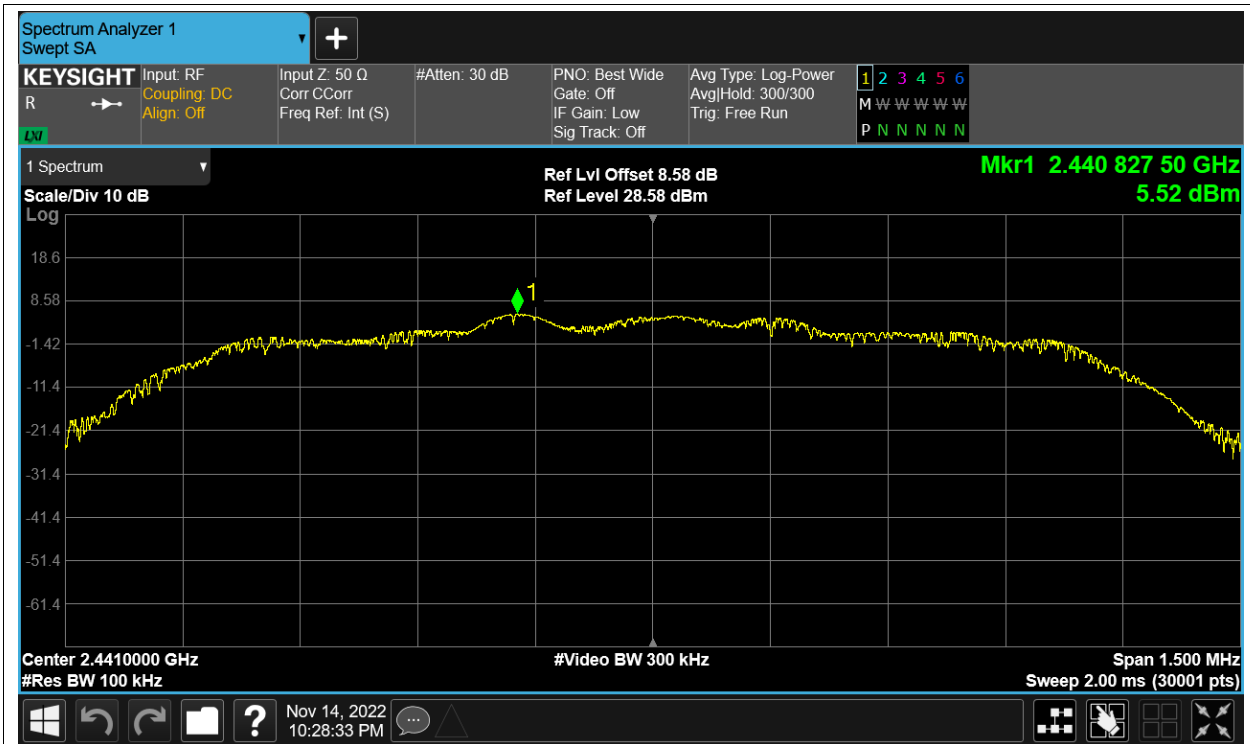 Spectrum Analyzer 1
Swept SA
KEYSIGHT
R
LXI
Input: RF
Coupling: DC
Align: Off
Input Z: 50 Ω
Corr CCorr
Freq Ref: Int (S)
#Atten: 30 dB
PNO: Best Wide
Gate: Off
IF Gain: Low
Sig Track: Off
Avg Type: Log-Power
Avg|Hold: 300/300
Trig: Free Run
1 2 3 4 5 6
M W W W W W
P N N N N N
1 Spectrum
Scale/Div 10 dB
Log
Ref Lvl Offset 8.58 dB
Ref Level 28.58 dBm
Mkr1 2.440 827 50 GHz
5.52 dBm
18.6
8.58
-1.42
-11.4
-21.4
-31.4
-41.4
-51.4
-61.4
1
Center 2.4410000 GHz
#Res BW 100 kHz
#Video BW 300 kHz
Span 1.500 MHz
Sweep 2.00 ms (30001 pts)
?
Nov 14, 2022
10:28:33 PM